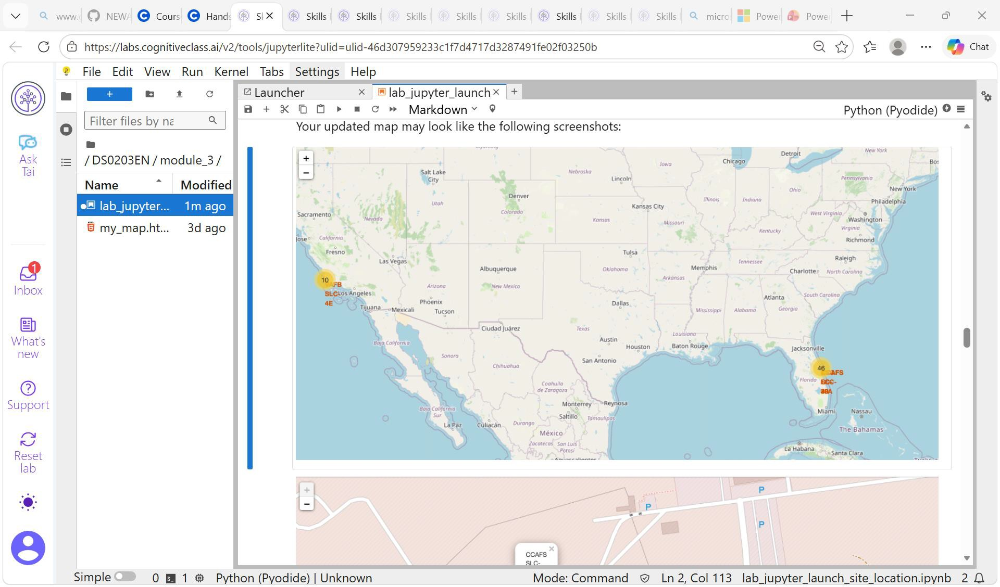 www.g
NEWA
Cours
Hands
S
Skills
Skills
Skills
Skills
Skills
Skills
Skills
Skills
micro
Power
Power
https://labs.cognitiveclass.ai/v2/tools/jupyterlite?ulid=ulid-46d307959233c1f7d4717d3287491fe02f03250b
Chat
File Edit View Run Kernel Tabs Settings Help
Ask
Tai
Inbox
1
What's
new
Support
Reset
lab
Filter files by na
/ DS0203EN / module_3 /
Name Modified
lab_jupyter... 1m ago
my_map.ht... 3d ago
Launcher
lab_jupyter_launch
Markdown
Python (Pyodide)
Your updated map may look like the following screenshots:
+
−
Wyoming
Detroit
New York
Chicago
Bos
Salt Lake
City
Nebraska
Iowa
Pennsylvania
Lincoln
New York
Utah
Denver
Illinois
Indiana
Ohio
Philadelphia
Sacramento
Nevada
Colorado
Kansas City
West Virginia
Washington
Kansas
Missouri
Kentucky
Virginia
Jose
California
Richmond
Fresno
Las Vegas
Tulsa
Raleigh
Albuquerque
Oklahoma
Memphis
Tennessee
Charlotte
North Carolina
10
VAFB
SLC-
4E
Los Angeles
Arizona
New Mexico
Arkansas
Atlanta
South Carolina
Tijuana
Mexicali
Phoenix
Tucson
Dallas
Mississippi
Alabama
Georgia
Ciudad Juárez
Texas
Louisiana
Baja California
Austin
Houston
Baton Rouge
Jacksonville
Sonora
San Antonio
Chihuahua
46
Florida
Coahuila
de Zaragoza
Baja California
Sur
Monterrey
Reynosa
Saltillo
Tamaulipas
Miami
Nassau
La Paz
Culiacán
Durango
México
The Bahamas
Zacatecas
San Luis
Potosí
La Habana
Santa Clara
Aguascalientes
Turks
+
−
P
P
P
CCAFS
SLC-
Simple 0 1 Python (Pyodide) | Unknown Mode: Command Ln 2, Col 113 lab_jupyter_launch_site_location.ipynb 2